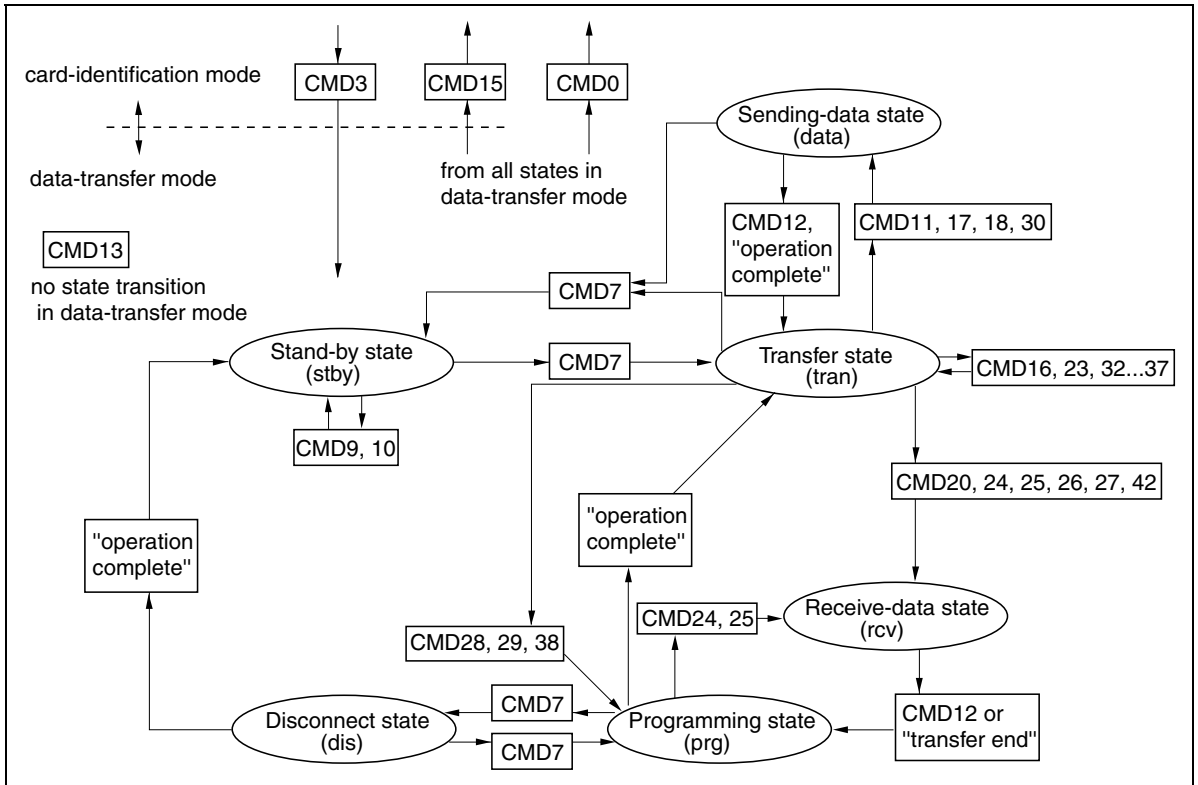 card-identification mode
CMD3
CMD15
CMD0
Sending-data state
(data)
data-transfer mode
from all states in
data-transfer mode
CMD12,
"operation
complete"
CMD11, 17, 18, 30
CMD13
no state transition
in data-transfer mode
CMD7
Stand-by state
(stby)
CMD7
Transfer state
(tran)
CMD16, 23, 32...37
CMD9, 10
CMD20, 24, 25, 26, 27, 42
"operation
complete"
"operation
complete"
Receive-data state
(rcv)
CMD24, 25
CMD28, 29, 38
CMD7
Disconnect state
(dis)
CMD7
Programming state
(prg)
CMD12 or
"transfer end"